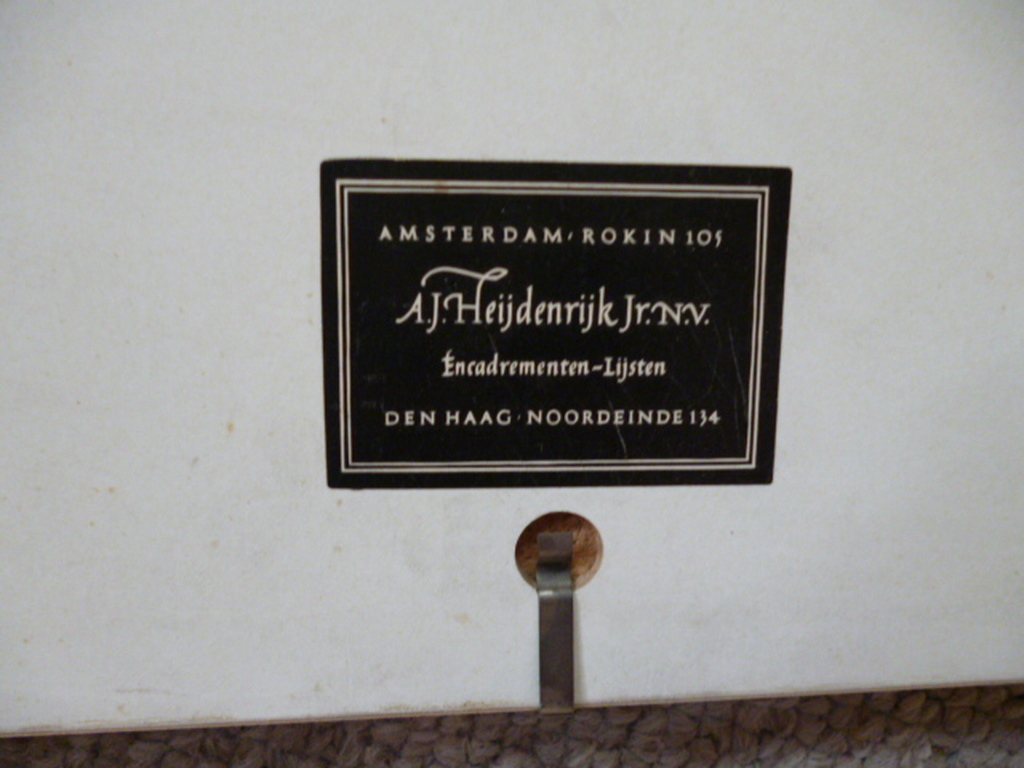 AMSTERDAM · ROKIN 105
A.J. Heijdenrijk Jr. N.V.
Encadrementen-Lijsten
DEN HAAG · NOORDEINDE 134